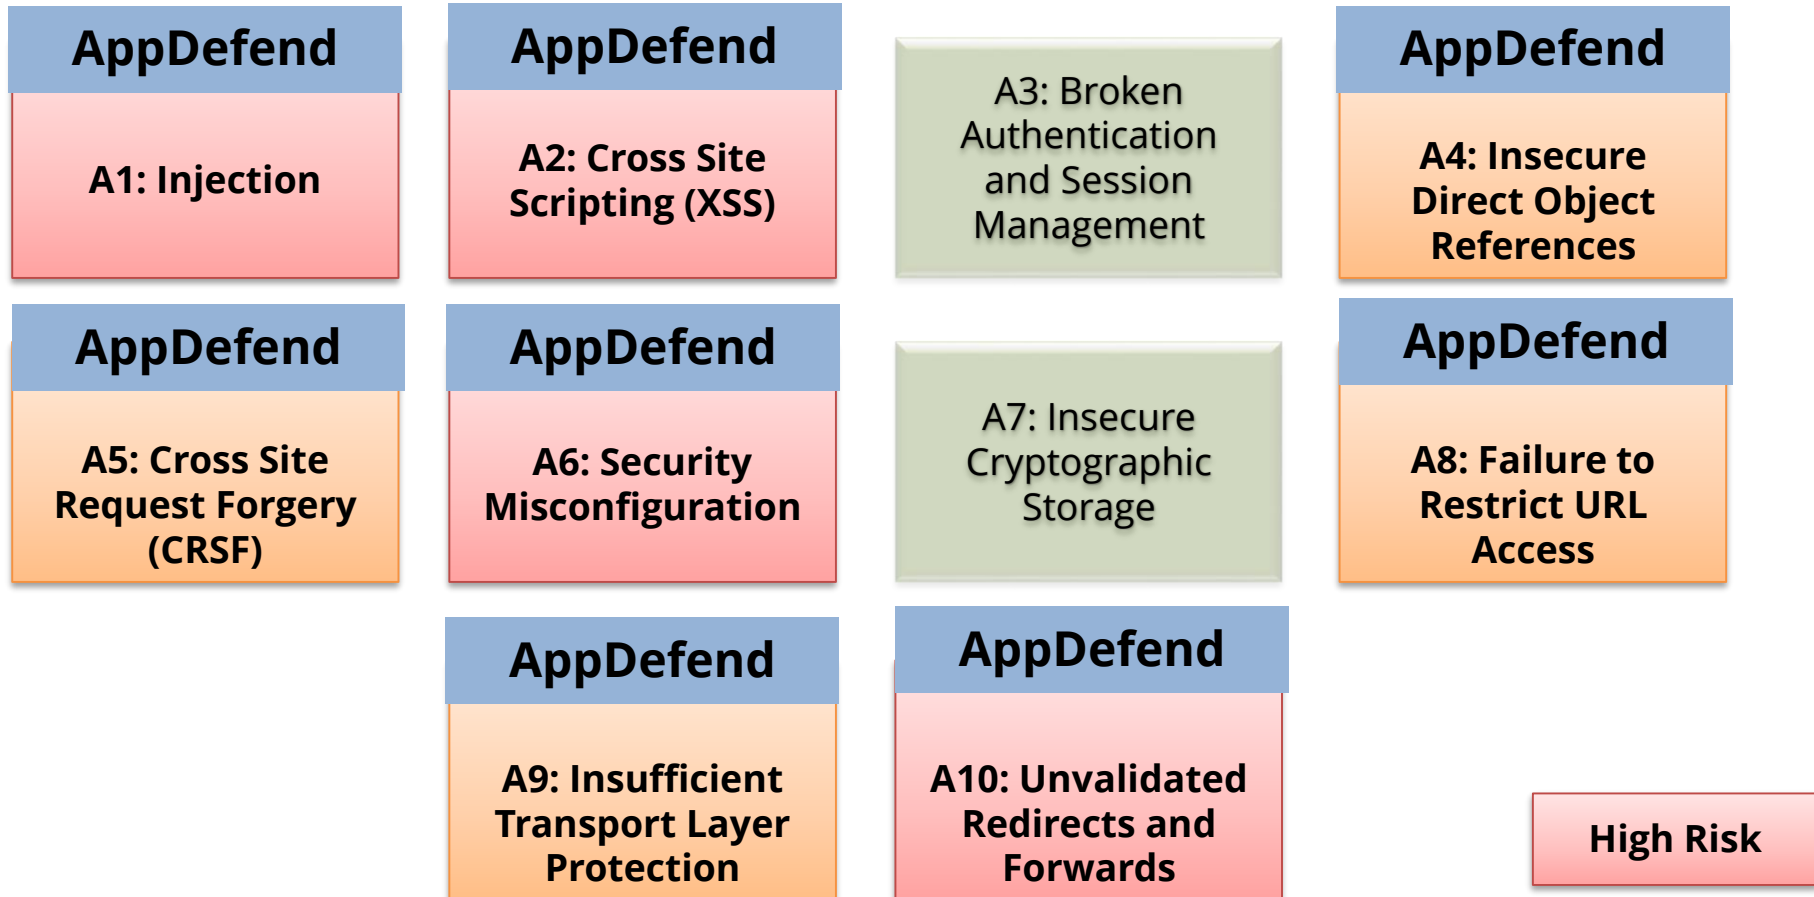 AppDefend
A1: Injection
AppDefend
A2: Cross Site
Scripting (XSS)
A3: Broken
Authentication
and Session
Management
AppDefend
A4: Insecure
Direct Object
References
AppDefend
A5: Cross Site
Request Forgery
(CRSF)
AppDefend
A6: Security
Misconfiguration
A7: Insecure
Cryptographic
Storage
AppDefend
A8: Failure to
Restrict URL
Access
AppDefend
A9: Insufficient
Transport Layer
Protection
AppDefend
A10: Unvalidated
Redirects and
Forwards
High Risk